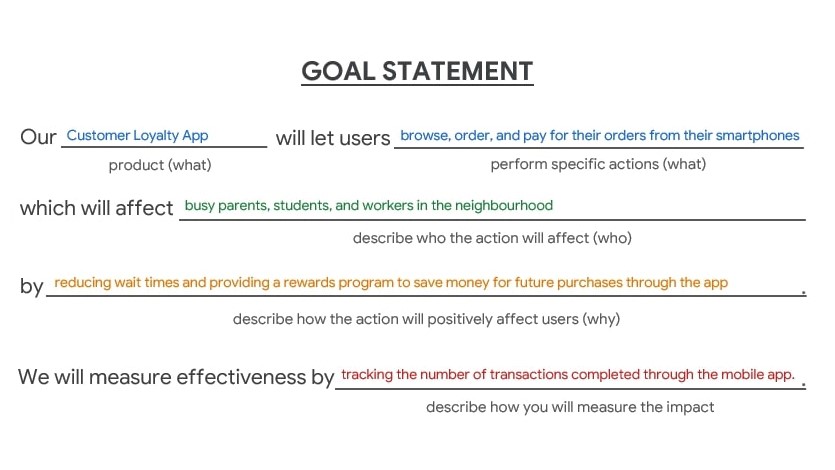 GOAL STATEMENT
Our Customer Loyalty App will let users browse, order, and pay for their orders from their smartphones
product (what) perform specific actions (what)
which will affect busy parents, students, and workers in the neighbourhood
describe who the action will affect (who)
by reducing wait times and providing a rewards program to save money for future purchases through the app .
describe how the action will positively affect users (why)
We will measure effectiveness by tracking the number of transactions completed through the mobile app. .
describe how you will measure the impact